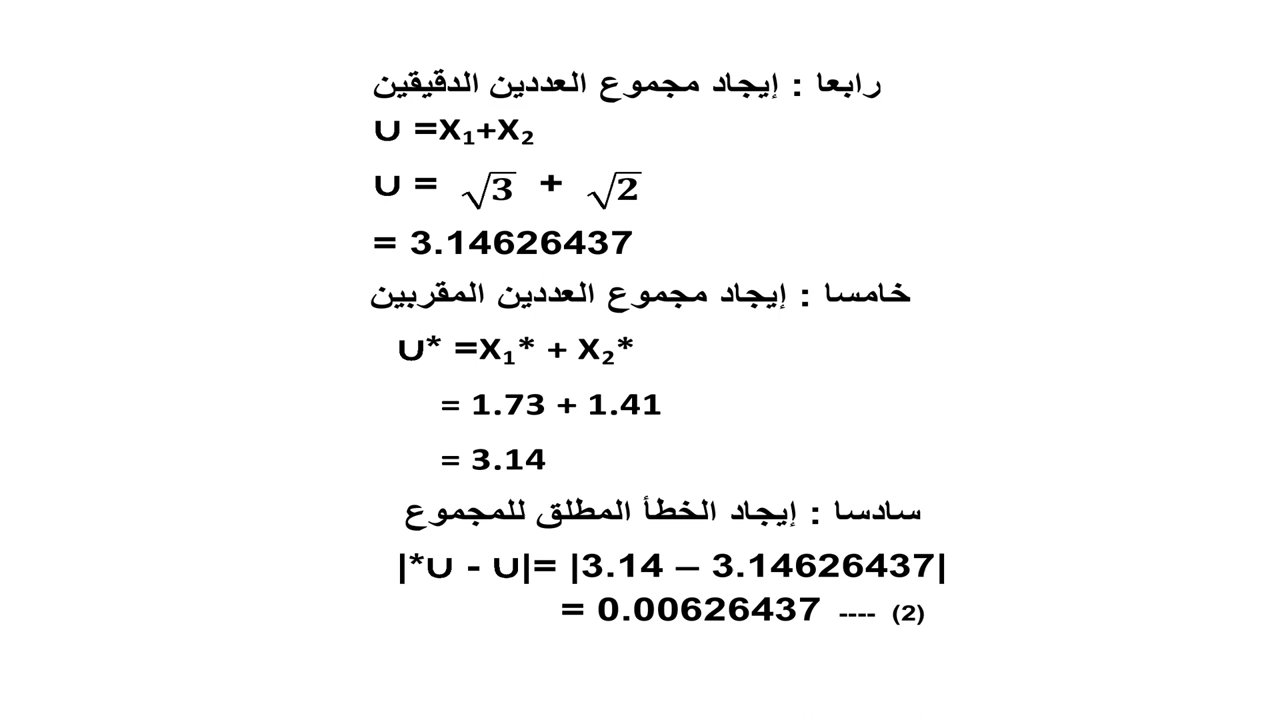 رابعا : إيجاد مجموع العددين الدقيقين
∪ =X₁+X₂
∪ = √3 + √2
= 3.14626437
خامسا : إيجاد مجموع العددين المقربين
∪* =X₁* + X₂*
= 1.73 + 1.41
= 3.14
سادسا : إيجاد الخطأ المطلق للمجموع
|*∪ - ∪|= |3.14 – 3.14626437|
= 0.00626437 ---- (2)